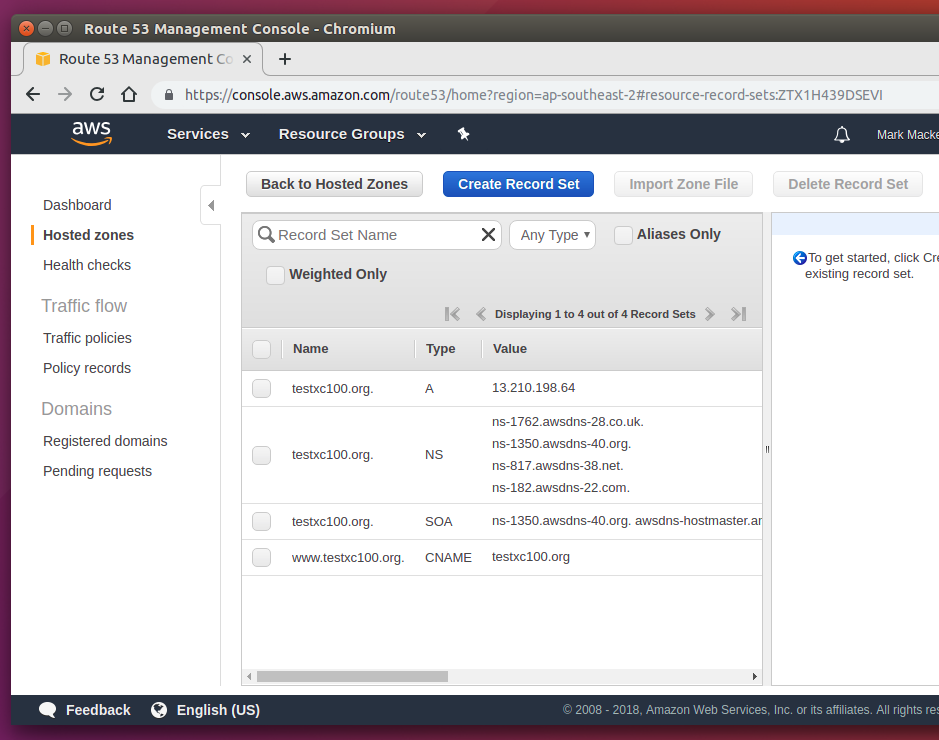 Route 53 Management Console - Chromium
Route 53 Management Co
https://console.aws.amazon.com/route53/home?region=ap-southeast-2#resource-record-sets:ZTX1H439DSEVI
aws Services Resource Groups Mark Macke
Back to Hosted Zones Create Record Set Import Zone File Delete Record Set
Dashboard
Hosted zones
Health checks
Traffic flow
Traffic policies
Policy records
Domains
Registered domains
Pending requests
Record Set Name Any Type Aliases Only
Weighted Only
Displaying 1 to 4 out of 4 Record Sets
Name Type Value
testxc100.org. A 13.210.198.64
testxc100.org. NS ns-1762.awsdns-28.co.uk.
ns-1350.awsdns-40.org.
ns-817.awsdns-38.net.
ns-182.awsdns-22.com.
testxc100.org. SOA ns-1350.awsdns-40.org. awsdns-hostmaster.ar
www.testxc100.org. CNAME testxc100.org
To get started, click Cre
existing record set.
Feedback English (US) © 2008 - 2018, Amazon Web Services, Inc. or its affiliates. All rights res